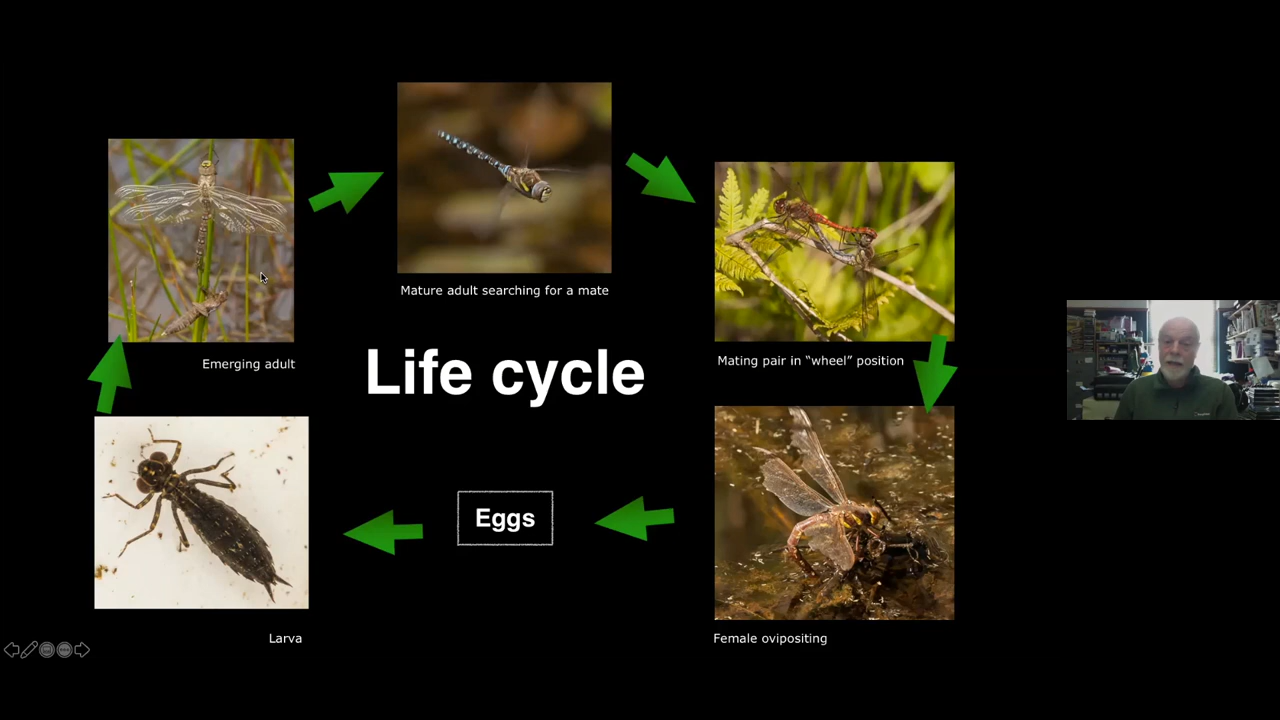 Mature adult searching for a mate
Emerging adult
Mating pair in “wheel” position
Life cycle
Eggs
Larva
Female ovipositing